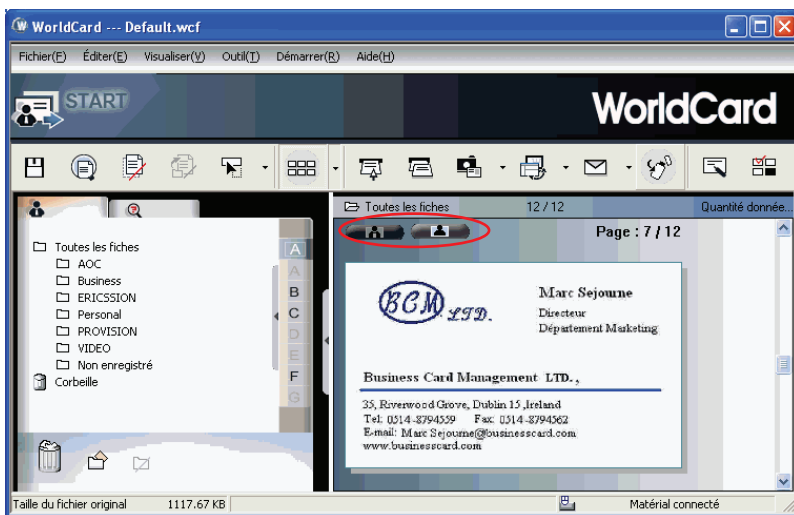 WorldCard --- Default.wcf
Fichier(F) Éditer(E) Visualiser(V) Outil(T) Démarrer(R) Aide(H)
START
WorldCard
Toutes les fiches 12 / 12 Quantité donnée...
Page : 7 / 12
Toutes les fiches
AOC
Business
ERICSSION
Personal
PROVISION
VIDEO
Non enregistré
Corbeille
A
A
B
C
D
E
F
G
BCM LTD.
Marc Sejourne
Directeur
Département Marketing
Business Card Management LTD.,
35, Riverwood Grove, Dublin 15 ,Ireland
Tel: 0514-8794559 Fax: 0514-8794562
E-mail: Marc Sejourne@businesscard.com
www.businesscard.com
Taille du fichier original 1117.67 KB Matérial connecté